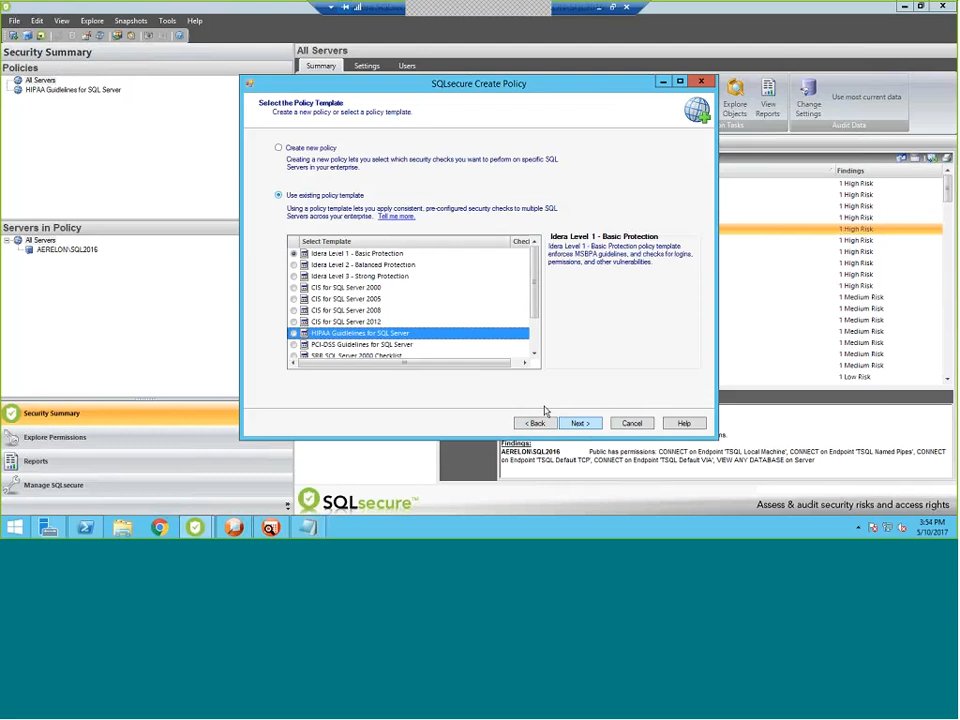 File Edit View Explore Snapshots Tools Help
Security Summary
Policies
All Servers
HIPAA Guidlelines for SQL Server
Servers in Policy
All Servers
AERELON\SQL2016
Security Summary
Explore Permissions
Reports
Manage SQLsecure
All Servers
Summary Settings Users
SQLsecure Create Policy
Select the Policy Template
Create a new policy or select a policy template.
Create new policy
Creating a new policy lets you select which security checks you want to perform on specific SQL
Servers in your enterprise.
Use existing policy template
Using a policy template lets you apply consistent, pre-configured security checks to multiple SQL
Servers across your enterprise. Tell me more.
Select Template Checl
Idera Level 1 - Basic Protection
Idera Level 2 - Balanced Protection
Idera Level 3 - Strong Protection
CIS for SQL Server 2000
CIS for SQL Server 2005
CIS for SQL Server 2008
CIS for SQL Server 2012
HIPAA Guidlelines for SQL Server
PCI-DSS Guidelines for SQL Server
SRR SQL Server 2000 Checklist
Idera Level 1 - Basic Protection
Idera Level 1 - Basic Protection policy template
enforces MSBPA guidelines, and checks for logins,
permissions, and other vulnerabilities.
< Back Next > Cancel Help
Explore
Objects
View
Reports
Change
Settings
Use most current data
n Tasks
Audit Data
Findings
1 High Risk
1 High Risk
1 High Risk
1 High Risk
1 High Risk
1 High Risk
1 High Risk
1 High Risk
1 High Risk
1 High Risk
1 Medium Risk
1 Medium Risk
1 Medium Risk
1 Medium Risk
1 Medium Risk
1 Medium Risk
1 Medium Risk
1 Low Risk
Findings:
AERELON\SQL2016 Public has permissions: CONNECT on Endpoint 'TSQL Local Machine', CONNECT on Endpoint 'TSQL Named Pipes', CONNECT
on Endpoint 'TSQL Default TCP', CONNECT on Endpoint 'TSQL Default VIA', VIEW ANY DATABASE on Server
SQLsecure™
Assess & audit security risks and access rights
3:54 PM
5/10/2017